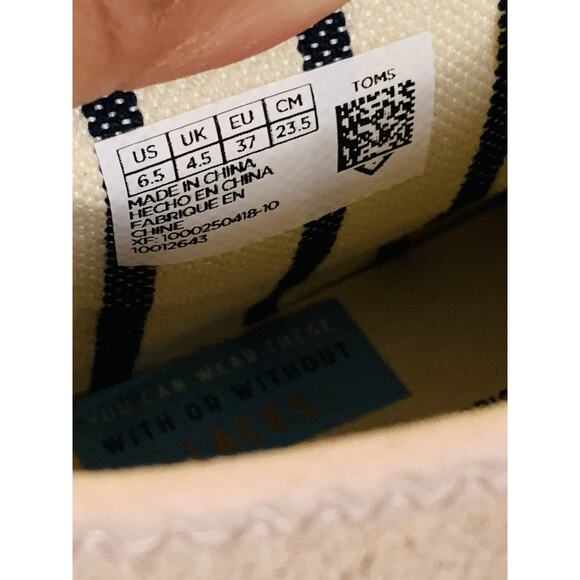 TOMS
US UK EU CM
6.5 4.5 37 23.5
MADE IN CHINA
HECHO EN CHINA
FABRIQUE EN
CHINE
XF: 1000250418-10
10012643
YOU CAN WEAR THESE
WITH OR WITHOUT
LACES